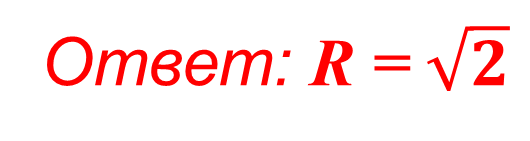 Ответ: R = √2